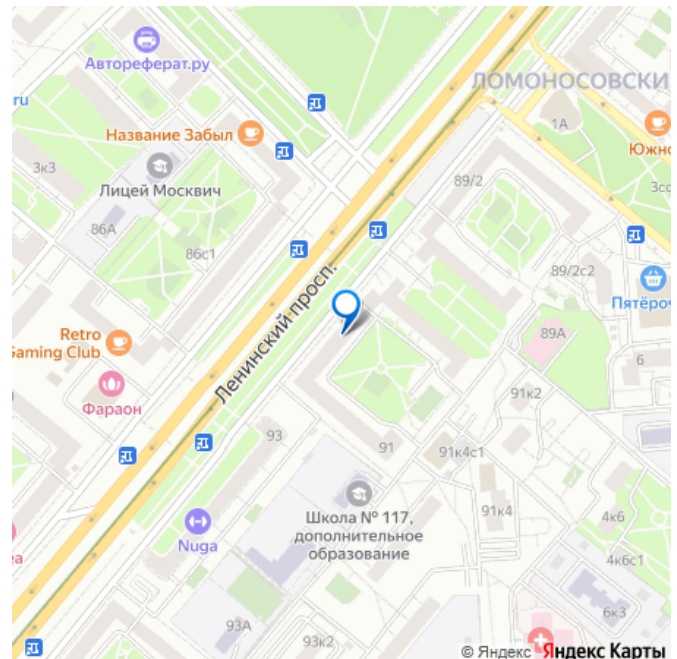 Автореферат.ру
ru
ЛОМОНОСОВСКИ
Название Забыл
1А
Южно
3к3
Лицей Москвич
89/2
3сс
86А
86с1
89/2с2
Ленинский просп.
Пятёроч
Retro
Gaming Club
89А
6
Фараон
91к2
93
91
91к4с1
Школа № 117,
дополнительное
образование
91к4
4к6
Nuga
4к6с1
еа
6к3
93А
93к2
© Яндекс Яндекс Карты